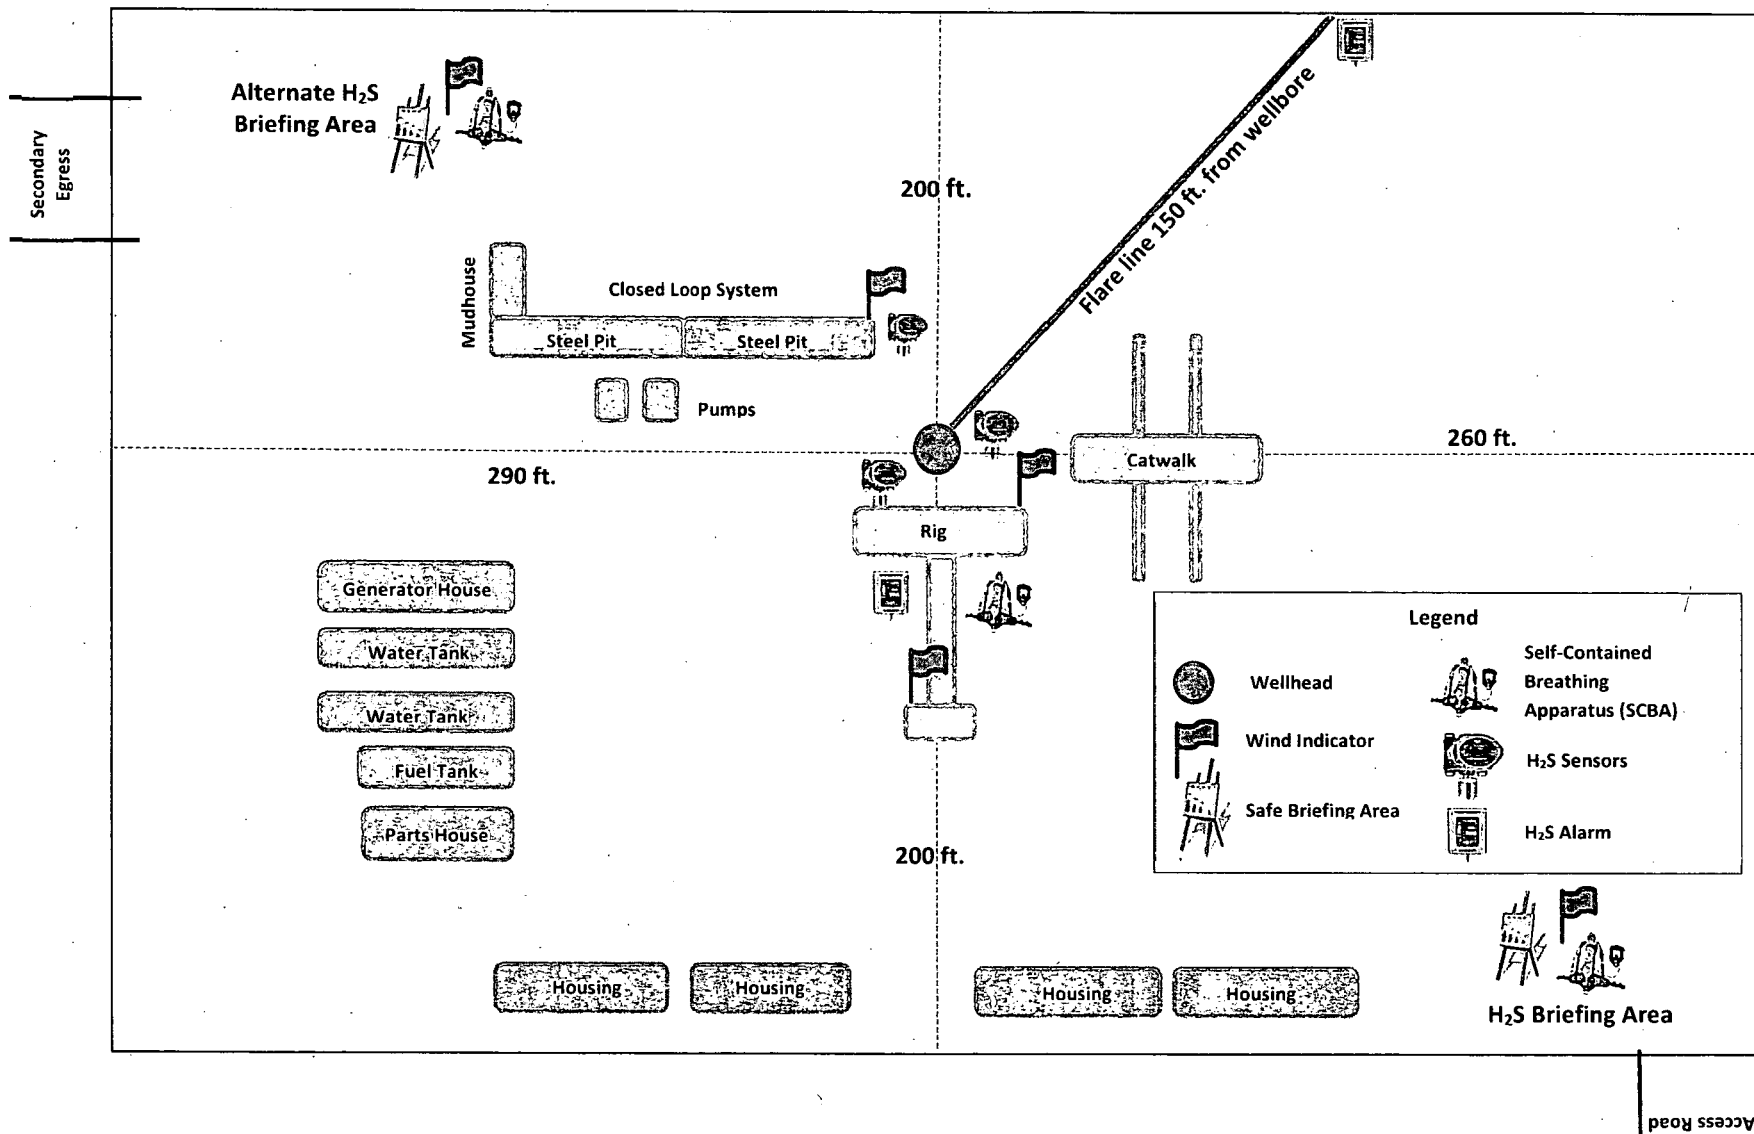 Alternate H₂S
Briefing Area
Secondary
Egress
200 ft.
Flare line 150 ft. from wellbore
Mudhouse
Closed Loop System
Steel Pit
Steel Pit
Pumps
290 ft.
260 ft.
Catwalk
Rig
Generator House
Water Tank
Water Tank
Fuel Tank
Parts House
200 ft.
Legend
Wellhead
Wind Indicator
Safe Briefing Area
Self-Contained
Breathing
Apparatus (SCBA)
H₂S Sensors
H₂S Alarm
Housing
Housing
Housing
Housing
H₂S Briefing Area
Access Road